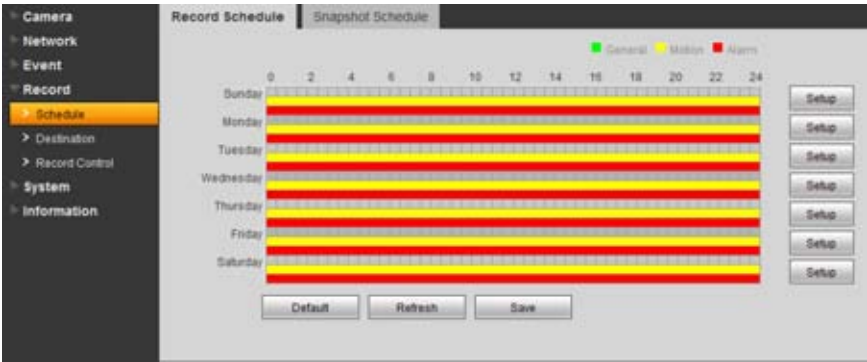 Camera
Network
Event
Record
> Schedule
> Destination
> Record Control
System
Information
Record Schedule
Snapshot Schedule
General Motion Alarm
0 2 4 6 8 10 12 14 16 18 20 22 24
Sunday Setup
Monday Setup
Tuesday Setup
Wednesday Setup
Thursday Setup
Friday Setup
Saturday Setup
Default Refresh Save